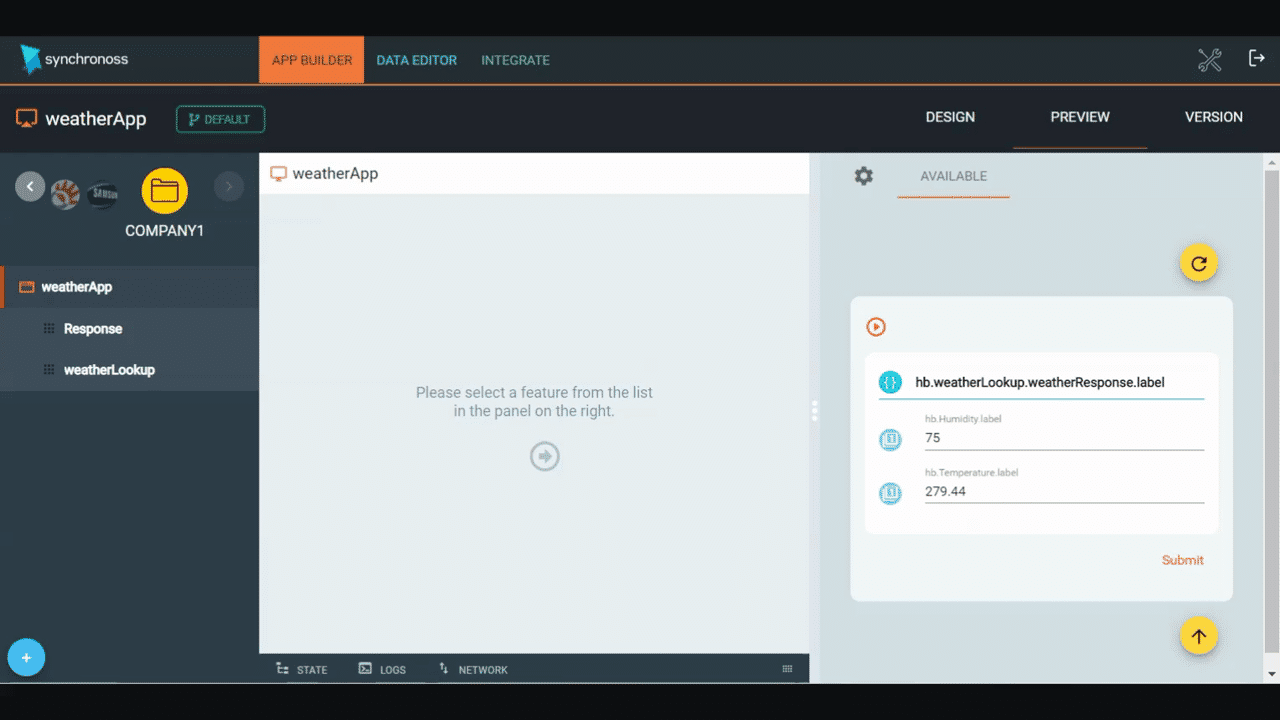 synchronoss
APP BUILDER
DATA EDITOR
INTEGRATE
weatherApp
DEFAULT
DESIGN
PREVIEW
VERSION
COMPANY1
weatherApp
Response
weatherLookup
weatherApp
Please select a feature from the list
in the panel on the right.
STATE
LOGS
NETWORK
AVAILABLE
hb.weatherLookup.weatherResponse.label
hb.Humidity.label
75
hb.Temperature.label
279.44
Submit